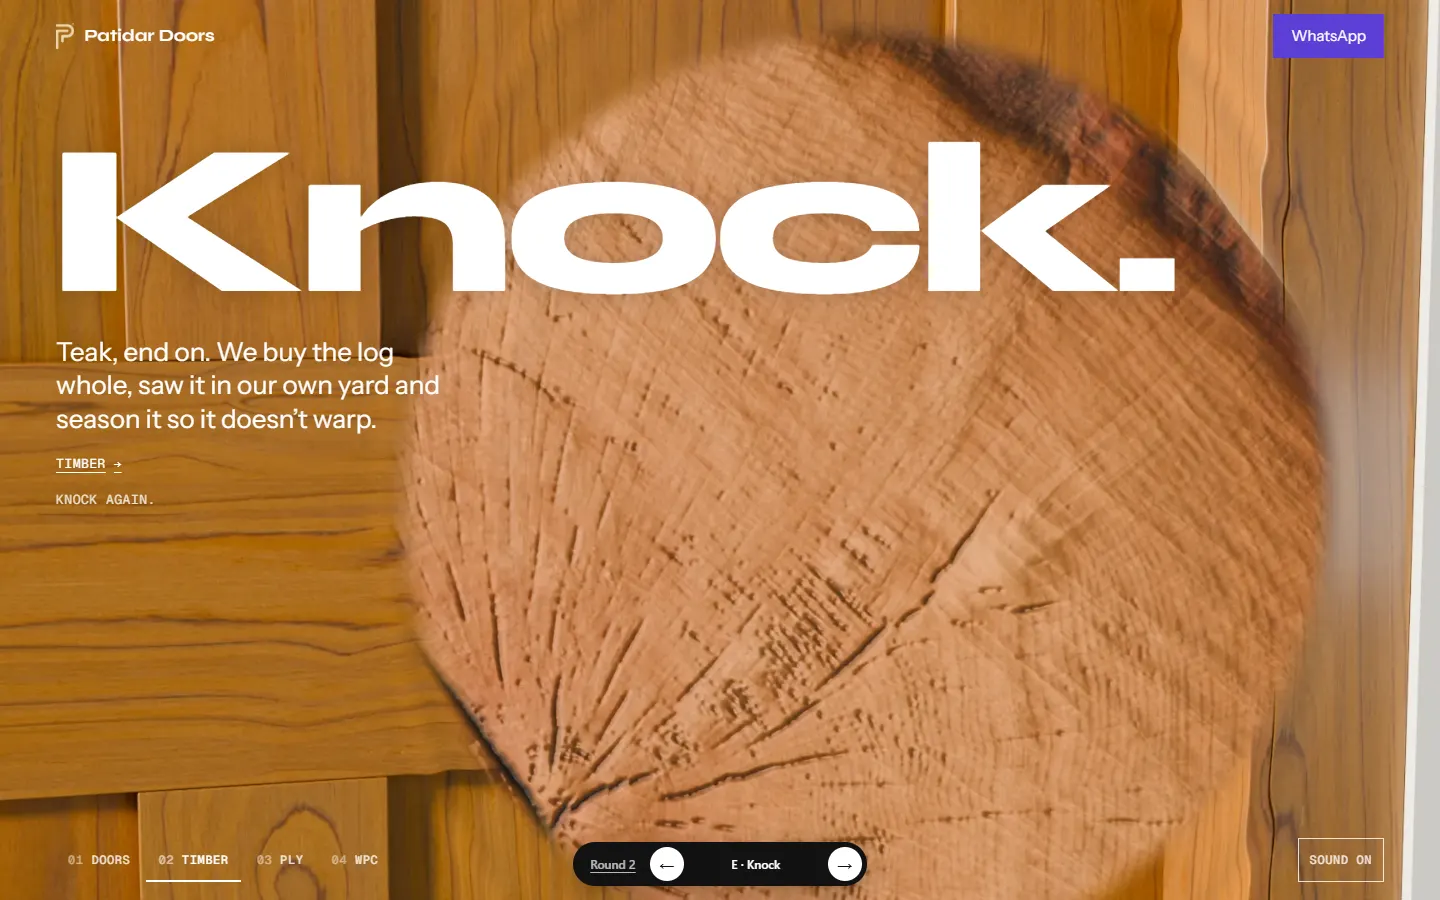 Patidar Doors
WhatsApp
Knock.
Teak, end on. We buy the log
whole, saw it in our own yard and
season it so it doesn’t warp.
TIMBER →
KNOCK AGAIN.
01 DOORS 02 TIMBER 03 PLY 04 WPC
Round 2 ← E · Knock →
SOUND ON